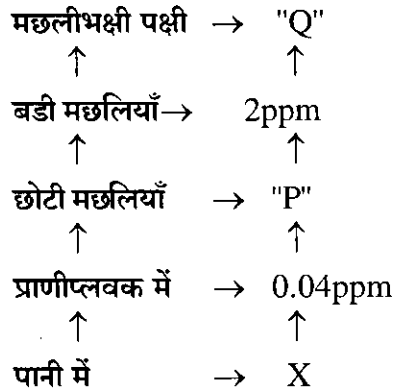 मछलीभक्षी पक्षी → "Q"
↑ ↑
बडी मछलियाँ→ 2ppm
↑ ↑
छोटी मछलियाँ → "P"
↑ ↑
प्राणीप्लवक में → 0.04ppm
↑ ↑
पानी में → X